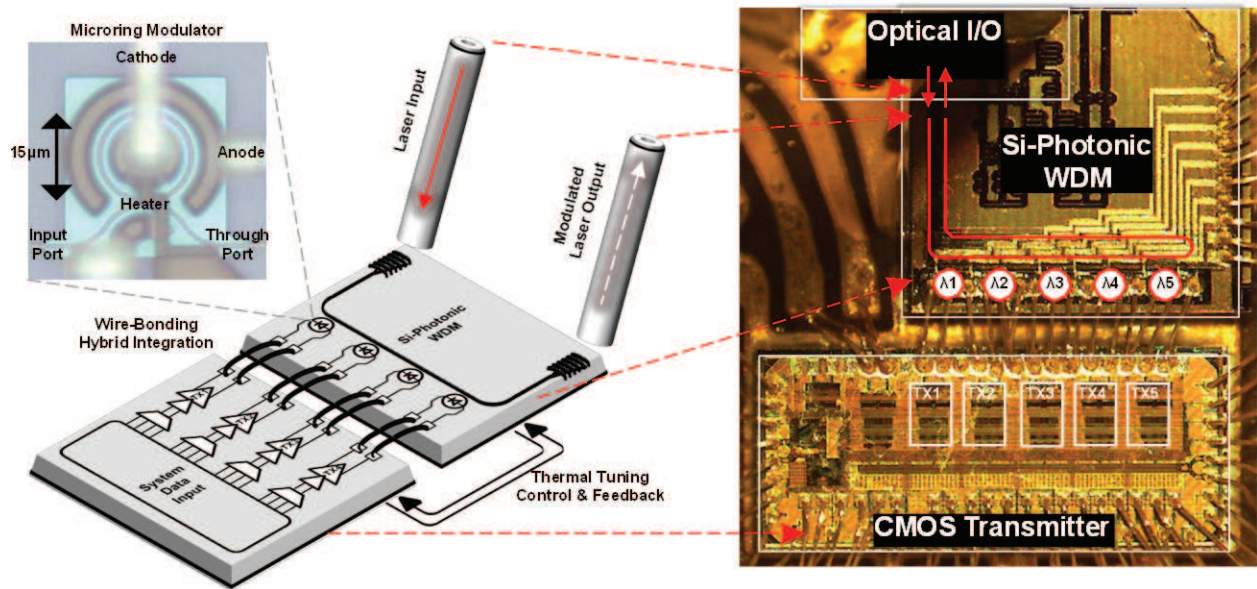 Microring Modulator
Cathode
15μm
Anode
Heater
Input
Port
Through
Port
Wire-Bonding
Hybrid Integration
Laser Input
Modulated
Laser Output
Si-Photonic
WDM
TX1
TX
System
Data
Input
Thermal Tuning
Control & Feedback
Optical I/O
Si-Photonic
WDM
λ1 λ2 λ3 λ4 λ5
TX1 TX2 TX3 TX4 TX5
CMOS Transmitter